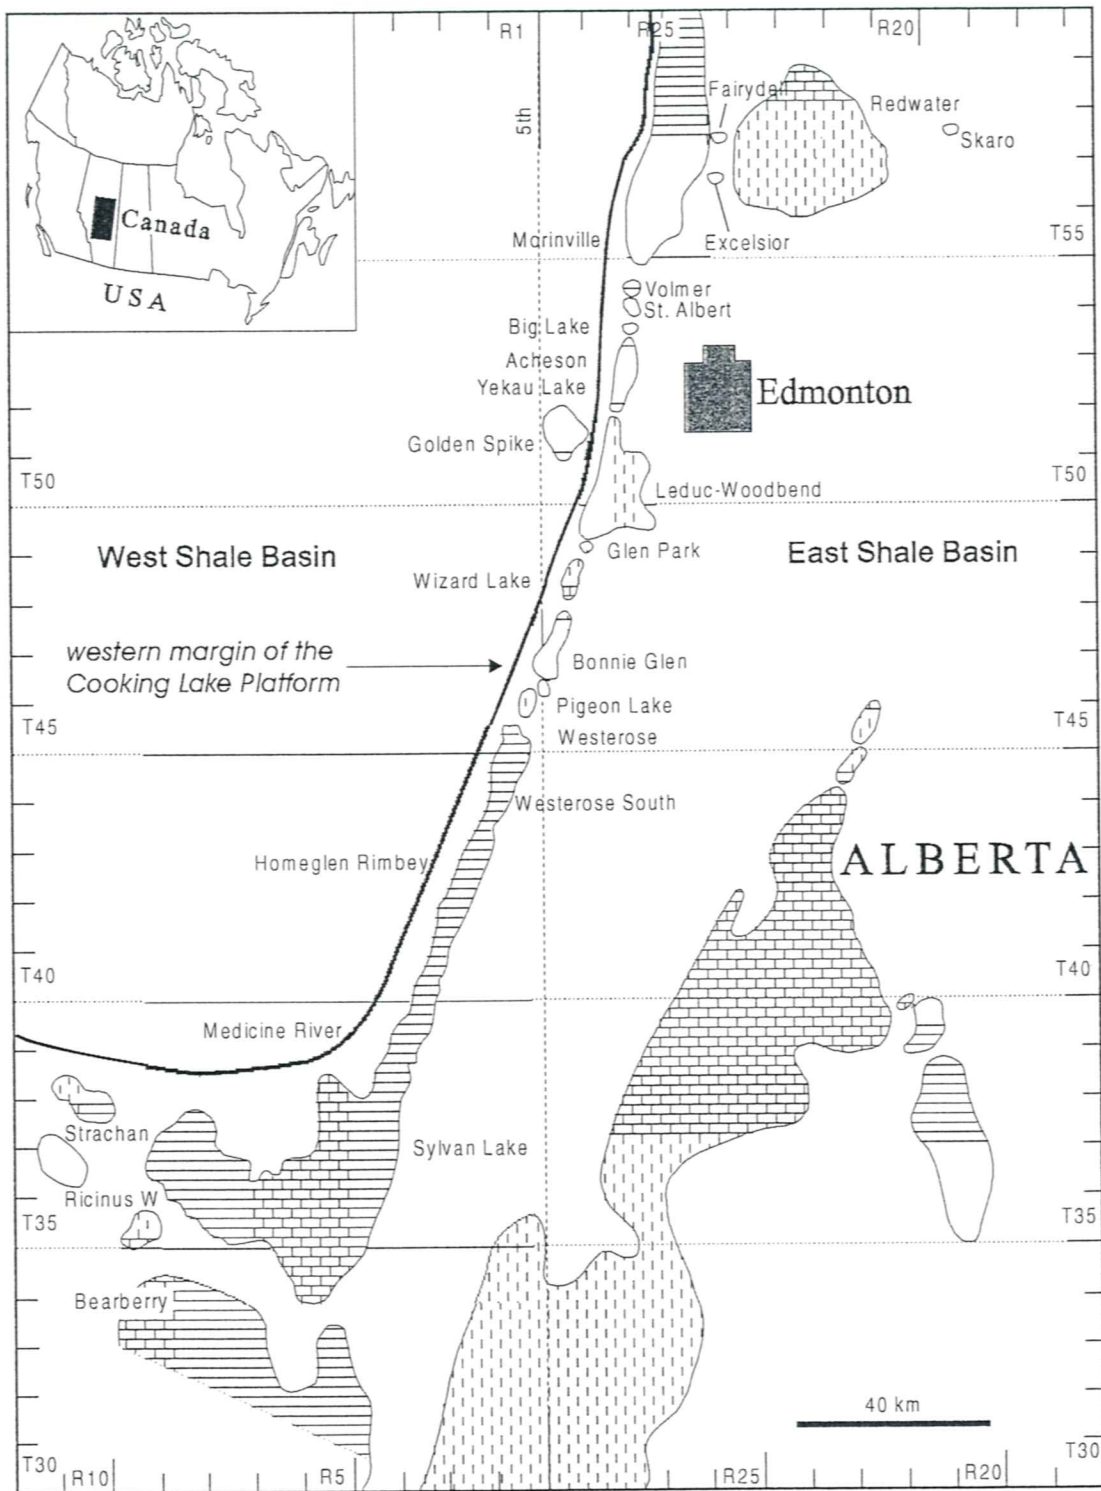 R1
R25
R20
5th
Fairydell
Redwater
Skaro
Canada
USA
Morinville
Excelsior
T55
Volmer
St. Albert
Big Lake
Acheson
Yekau Lake
Edmonton
Golden Spike
T50
T50
Leduc-Woodbend
West Shale Basin
Glen Park
East Shale Basin
Wizard Lake
western margin of the
Cooking Lake Platform
Bonnie Glen
Pigeon Lake
T45
T45
Westerose
Westerose South
Homeglen Rimbey
ALBERTA
T40
T40
Medicine River
Strachan
Sylvan Lake
Ricinus W
T35
T35
Bearberry
40 km
T30
T30
R10
R5
R25
R20